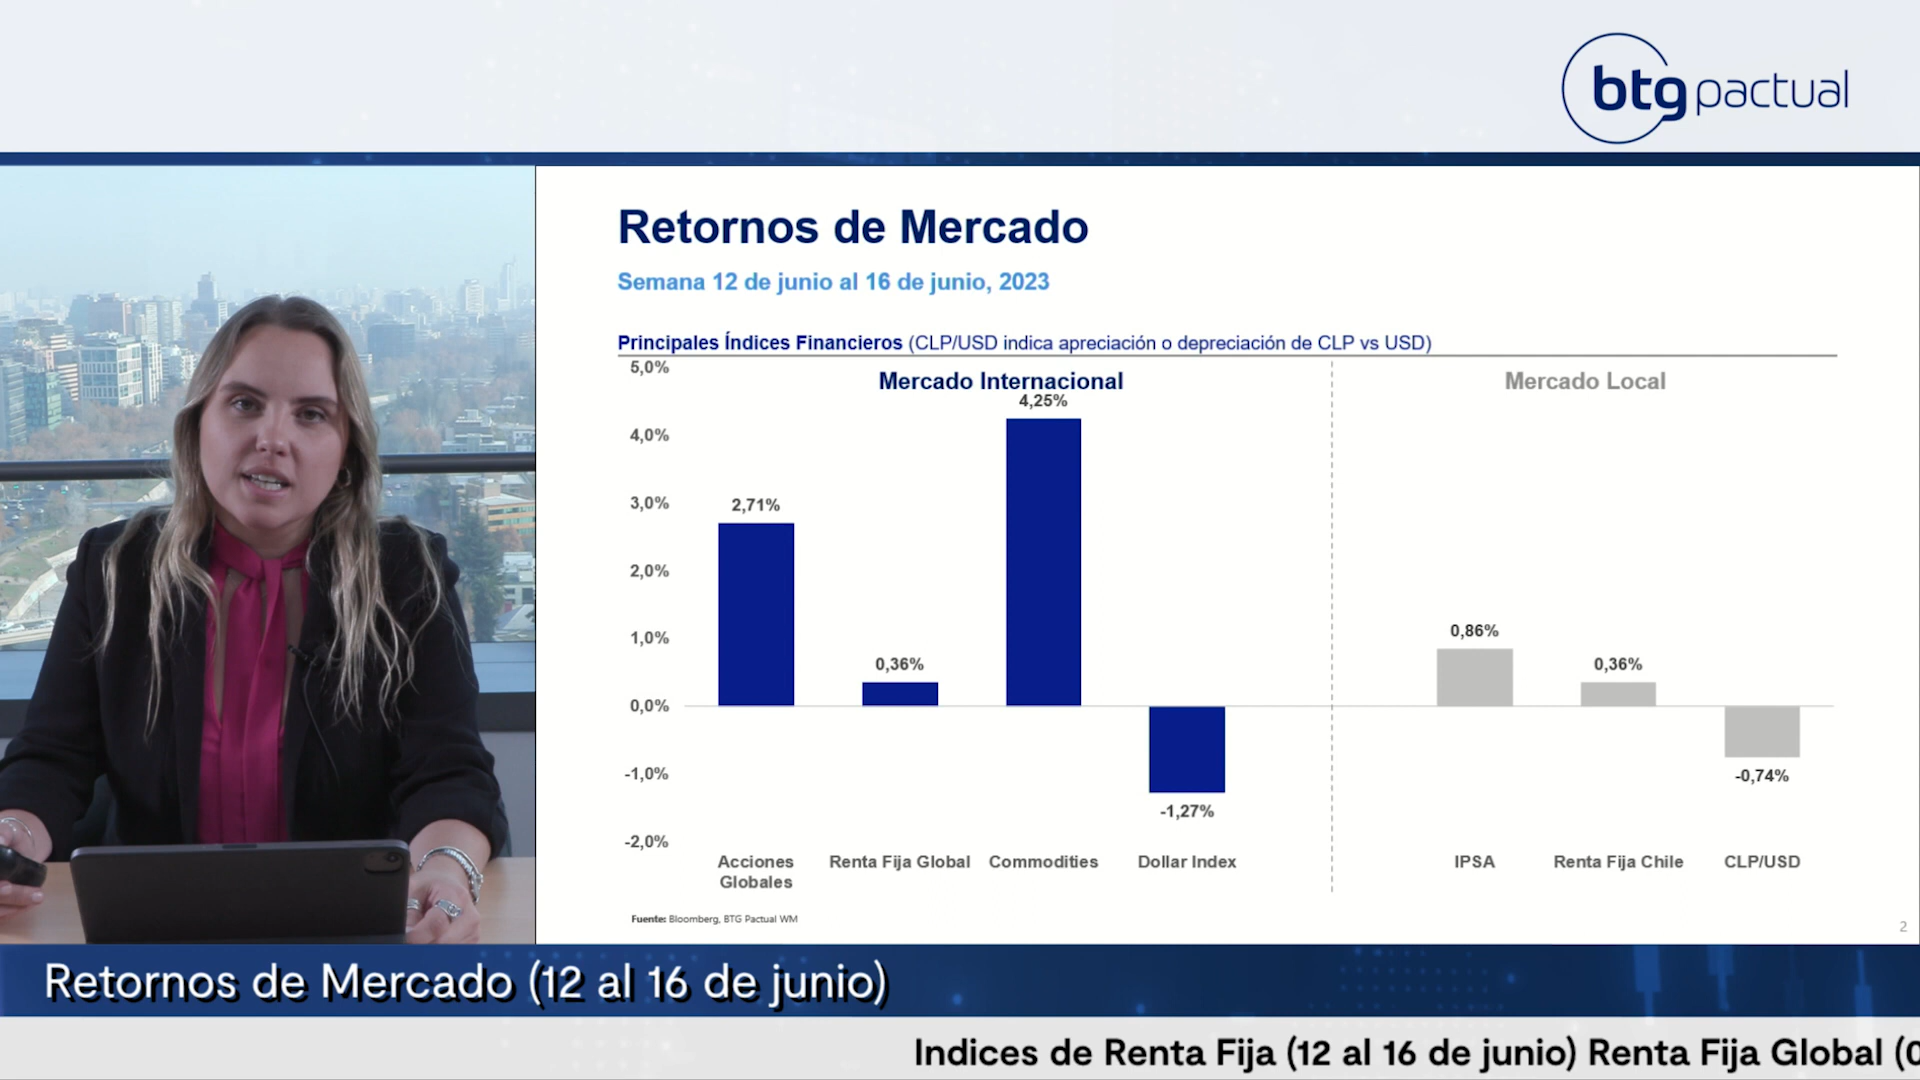 btg pactual
Retornos de Mercado
Semana 12 de junio al 16 de junio, 2023
Principales Índices Financieros (CLP/USD indica apreciación o depreciación de CLP vs USD)
5,0%
4,0%
3,0%
2,0%
1,0%
0,0%
-1,0%
-2,0%
Mercado Internacional
Mercado Local
2,71%
0,36%
4,25%
-1,27%
0,86%
0,36%
-0,74%
Acciones
Globales
Renta Fija Global
Commodities
Dollar Index
IPSA
Renta Fija Chile
CLP/USD
Fuente: Bloomberg, BTG Pactual WM
2
Retornos de Mercado (12 al 16 de junio)
Indices de Renta Fija (12 al 16 de junio) Renta Fija Global (0